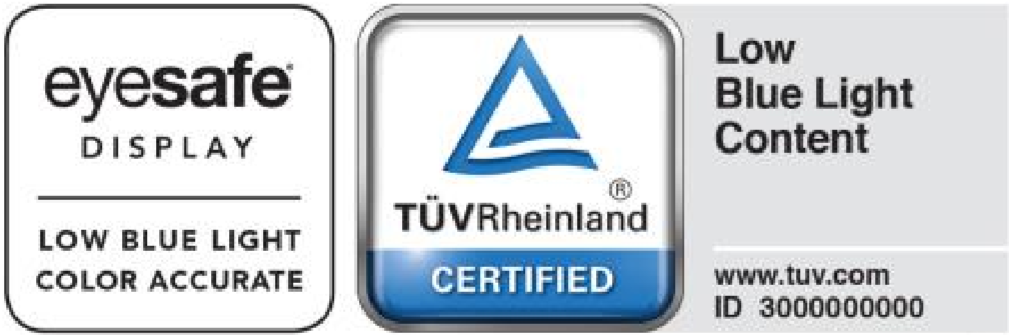 eyesafe®
DISPLAY
LOW BLUE LIGHT
COLOR ACCURATE
®
TÜVRheinland
CERTIFIED
Low
Blue Light
Content
www.tuv.com
ID 3000000000